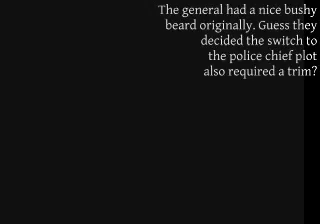 The general had a nice bushy
beard originally. Guess they
decided the switch to
the police chief plot
also required a trim?